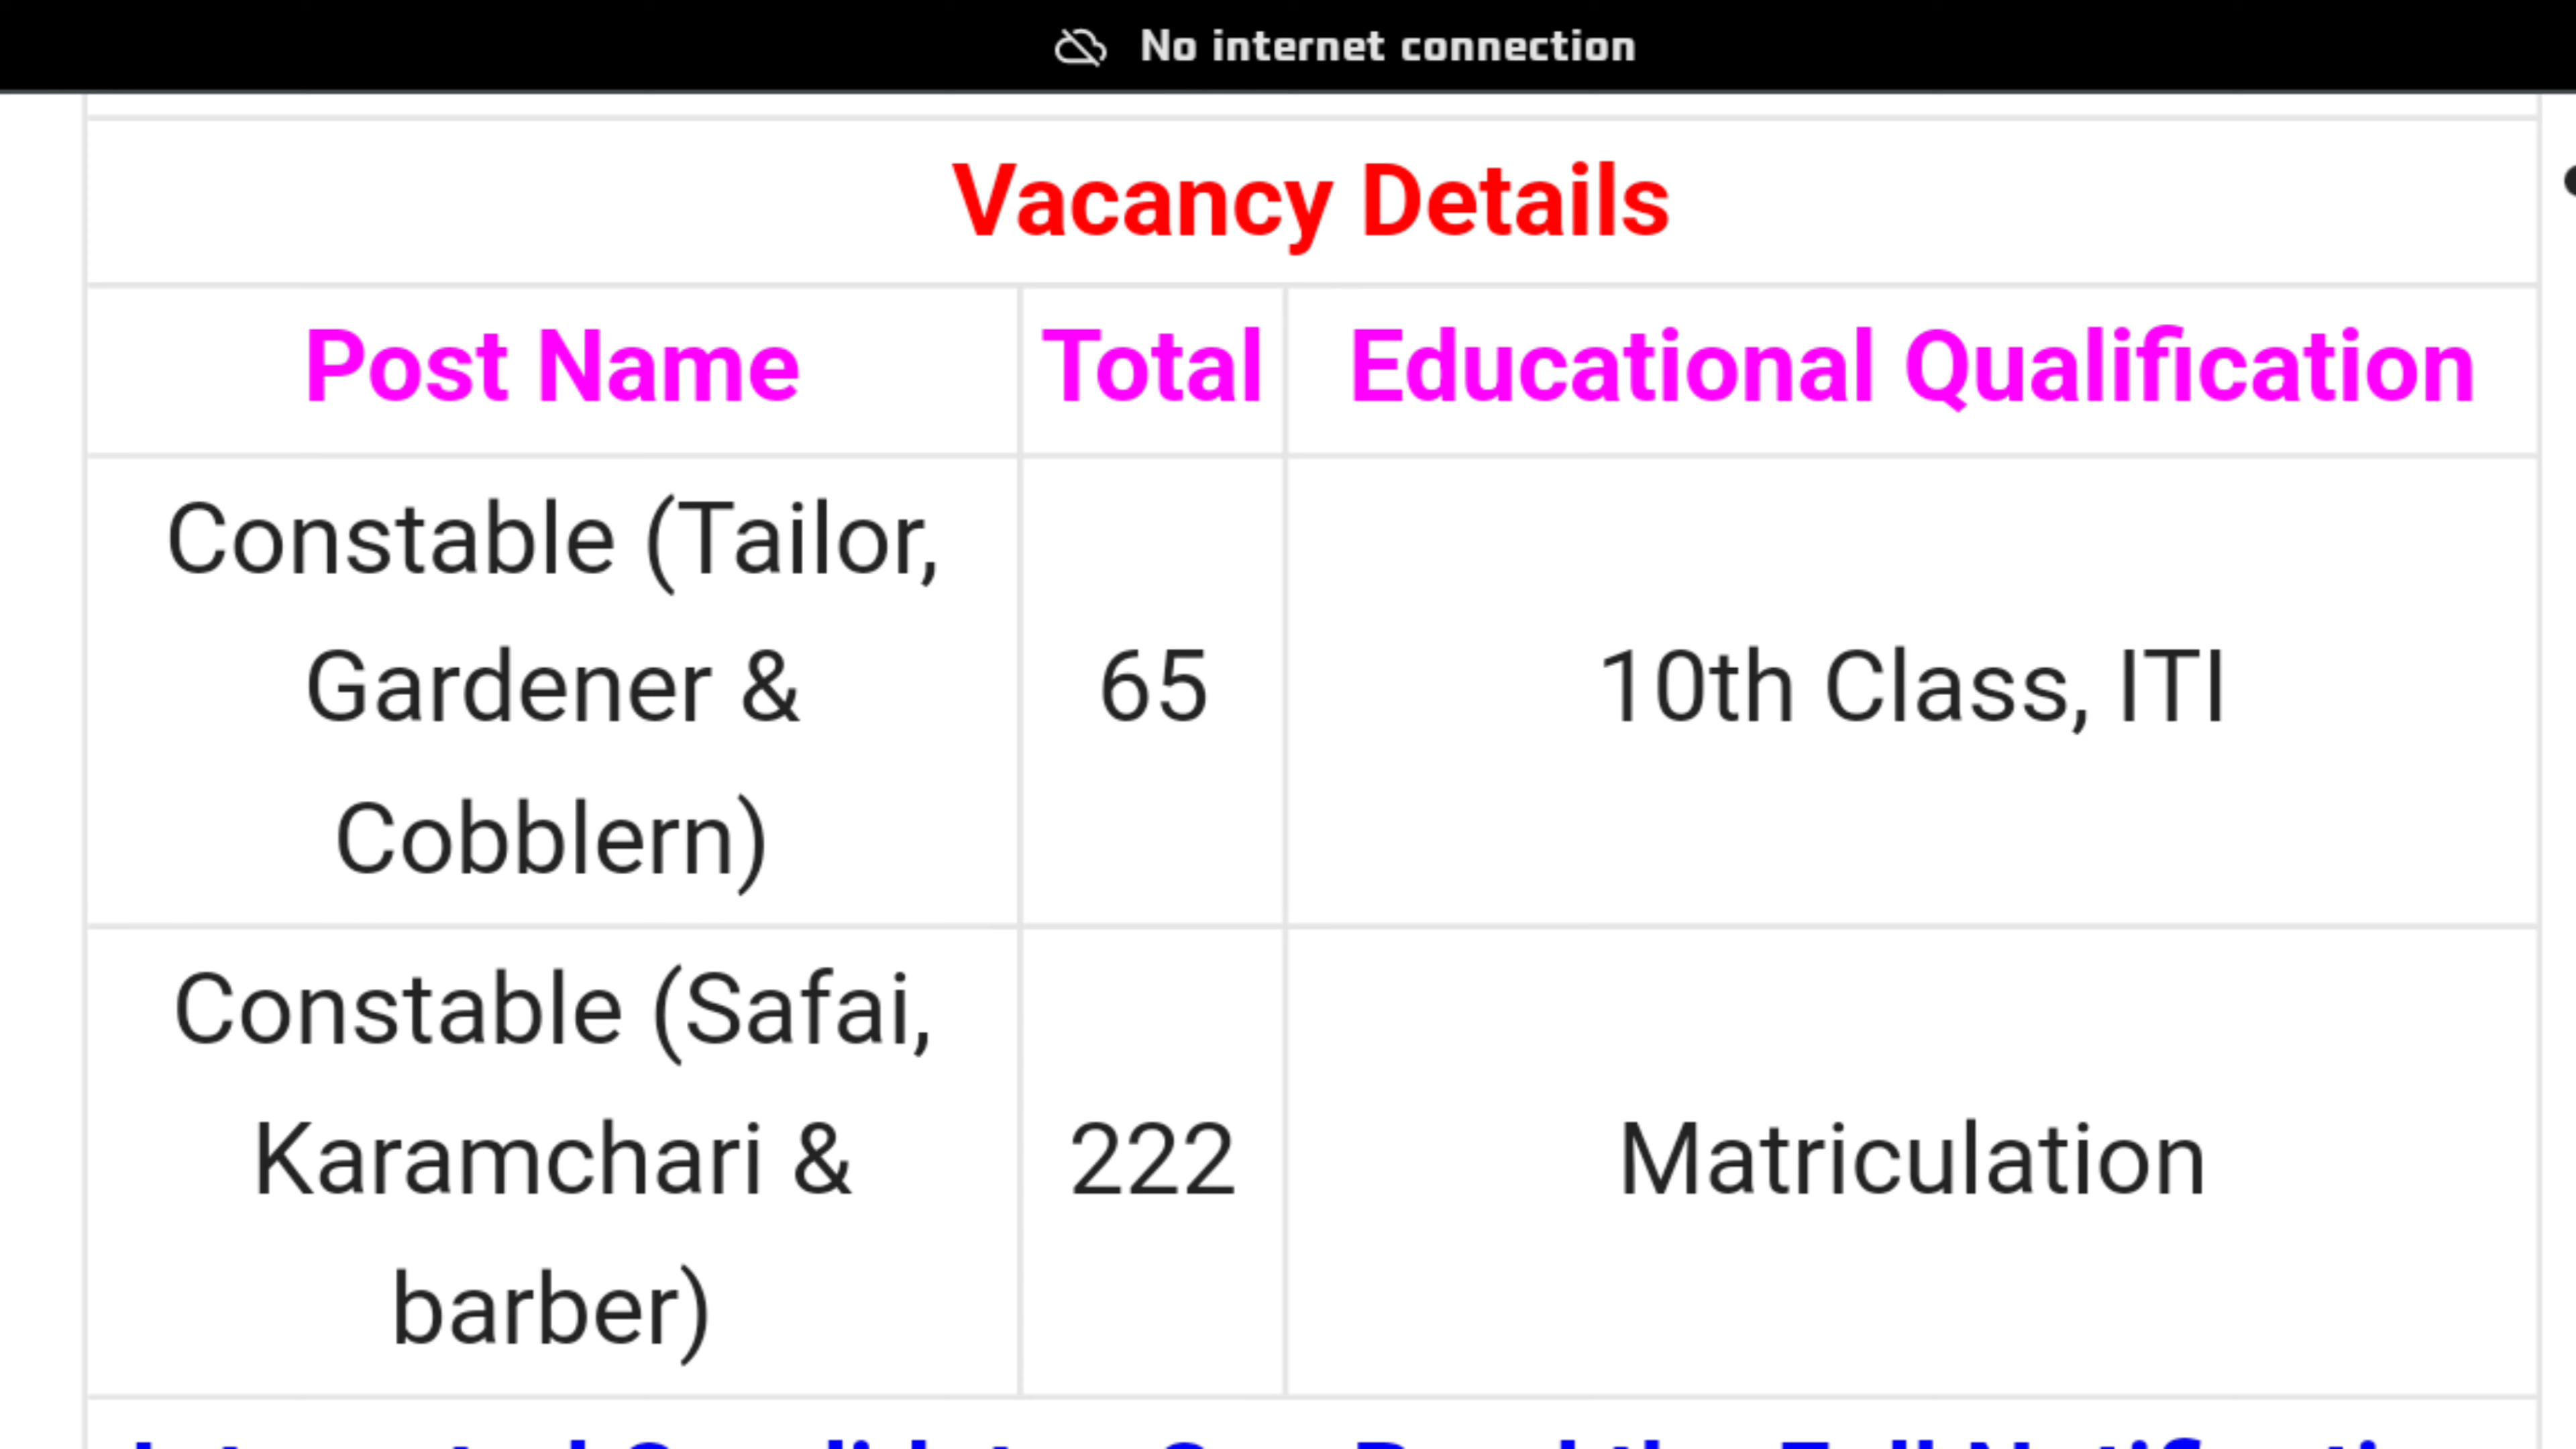 No internet connection
Vacancy Details
Post Name Total Educational Qualification
Constable (Tailor,
Gardener & 65 10th Class, ITI
Cobblern)
Constable (Safai,
Karamchari & 222 Matriculation
barber)